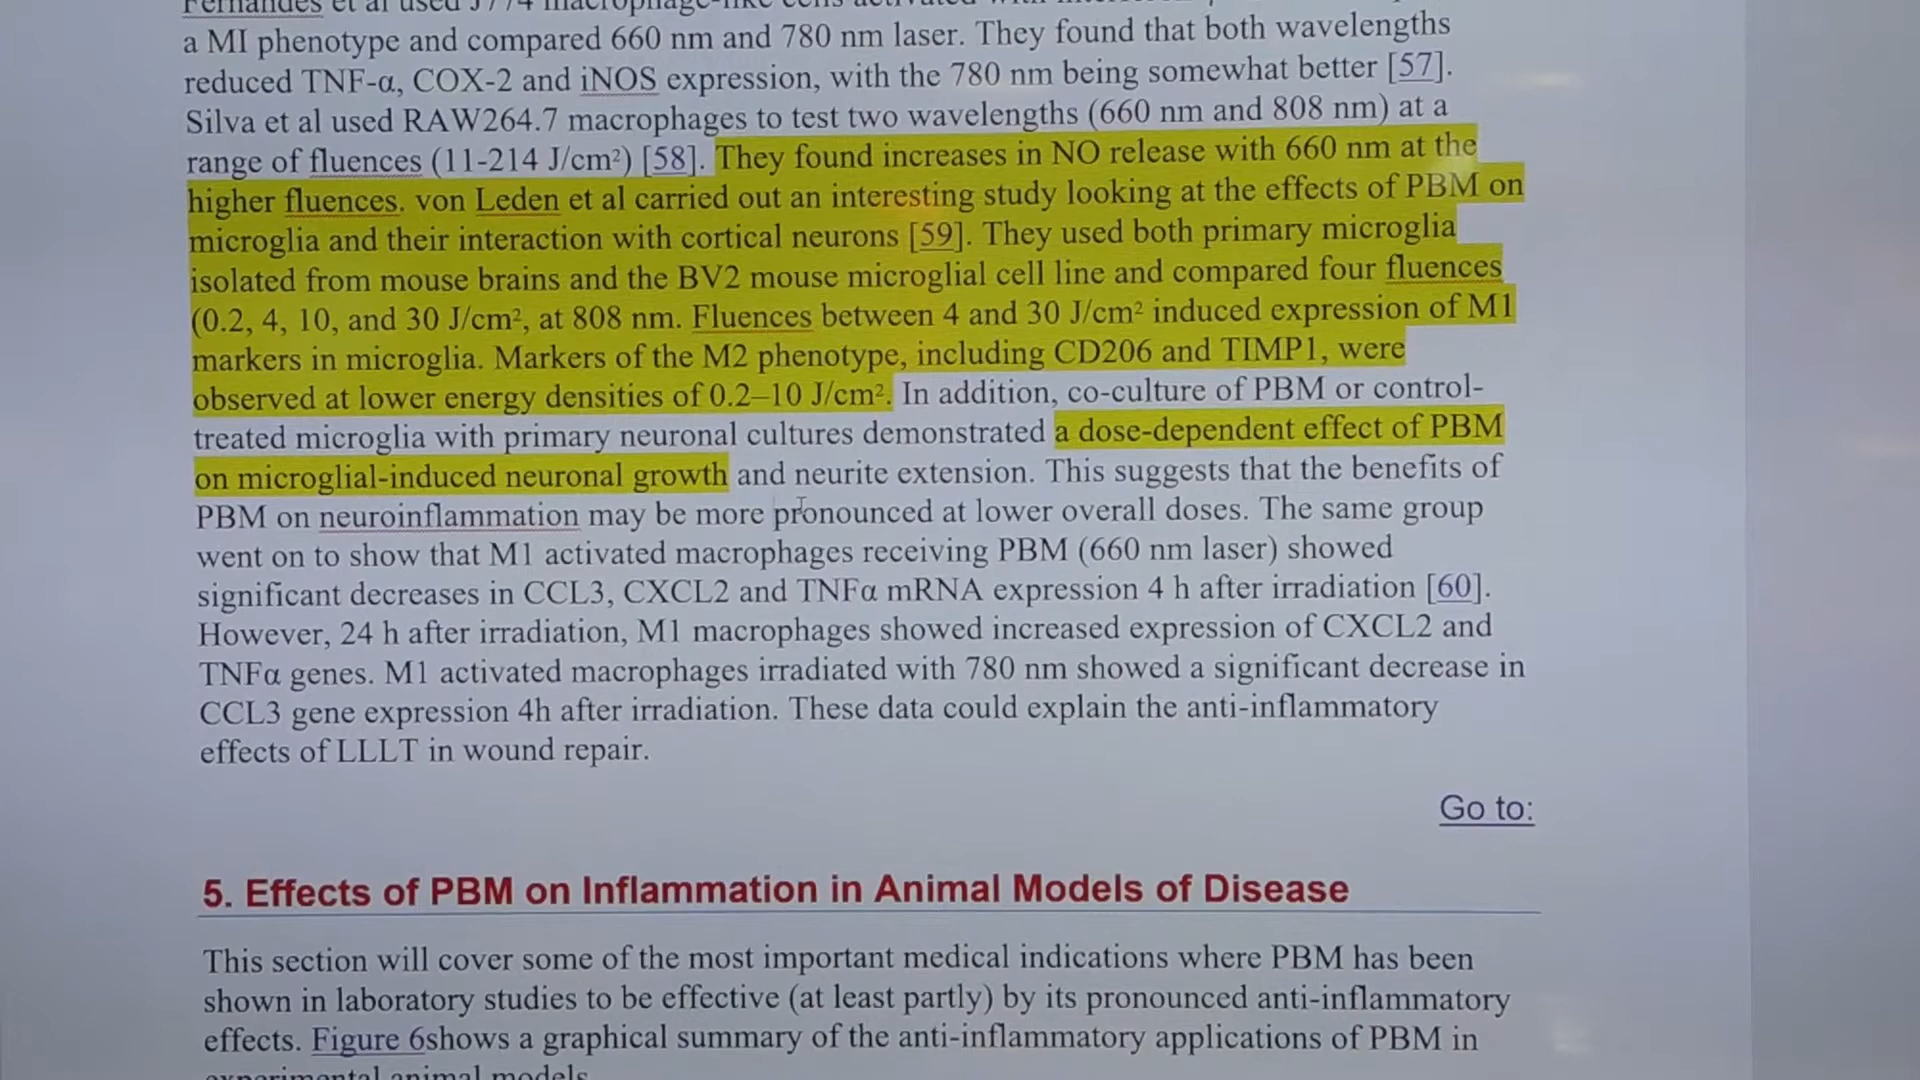 Fernandes et al used J774 macrophage-like cells activated with
a MI phenotype and compared 660 nm and 780 nm laser. They found that both wavelengths
reduced TNF-α, COX-2 and iNOS expression, with the 780 nm being somewhat better [57].
Silva et al used RAW264.7 macrophages to test two wavelengths (660 nm and 808 nm) at a
range of fluences (11-214 J/cm²) [58]. They found increases in NO release with 660 nm at the
higher fluences. von Leden et al carried out an interesting study looking at the effects of PBM on
microglia and their interaction with cortical neurons [59]. They used both primary microglia
isolated from mouse brains and the BV2 mouse microglial cell line and compared four fluences
(0.2, 4, 10, and 30 J/cm², at 808 nm. Fluences between 4 and 30 J/cm² induced expression of M1
markers in microglia. Markers of the M2 phenotype, including CD206 and TIMP1, were
observed at lower energy densities of 0.2–10 J/cm². In addition, co-culture of PBM or control-
treated microglia with primary neuronal cultures demonstrated a dose-dependent effect of PBM
on microglial-induced neuronal growth and neurite extension. This suggests that the benefits of
PBM on neuroinflammation may be more pronounced at lower overall doses. The same group
went on to show that M1 activated macrophages receiving PBM (660 nm laser) showed
significant decreases in CCL3, CXCL2 and TNFα mRNA expression 4 h after irradiation [60].
However, 24 h after irradiation, M1 macrophages showed increased expression of CXCL2 and
TNFα genes. M1 activated macrophages irradiated with 780 nm showed a significant decrease in
CCL3 gene expression 4h after irradiation. These data could explain the anti-inflammatory
effects of LLLT in wound repair.
Go to:
5. Effects of PBM on Inflammation in Animal Models of Disease
This section will cover some of the most important medical indications where PBM has been
shown in laboratory studies to be effective (at least partly) by its pronounced anti-inflammatory
effects. Figure 6shows a graphical summary of the anti-inflammatory applications of PBM in
experimental animal models.